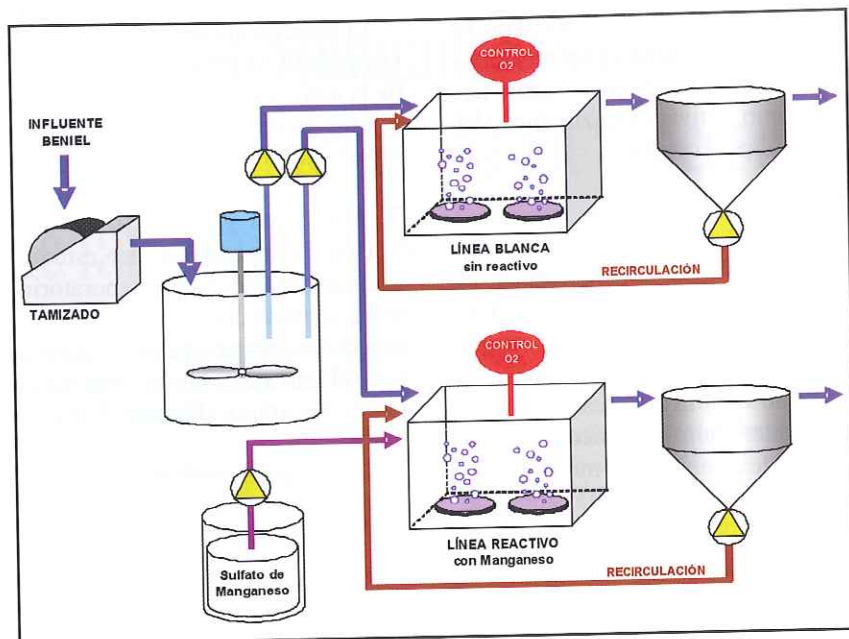 INFLUENTE
BENIEL
TAMIZADO
CONTROL
O2
LÍNEA BLANCA
sin reactivo
RECIRCULACIÓN
CONTROL
O2
Sulfato de
Manganeso
LÍNEA REACTIVO
con Manganeso
RECIRCULACIÓN